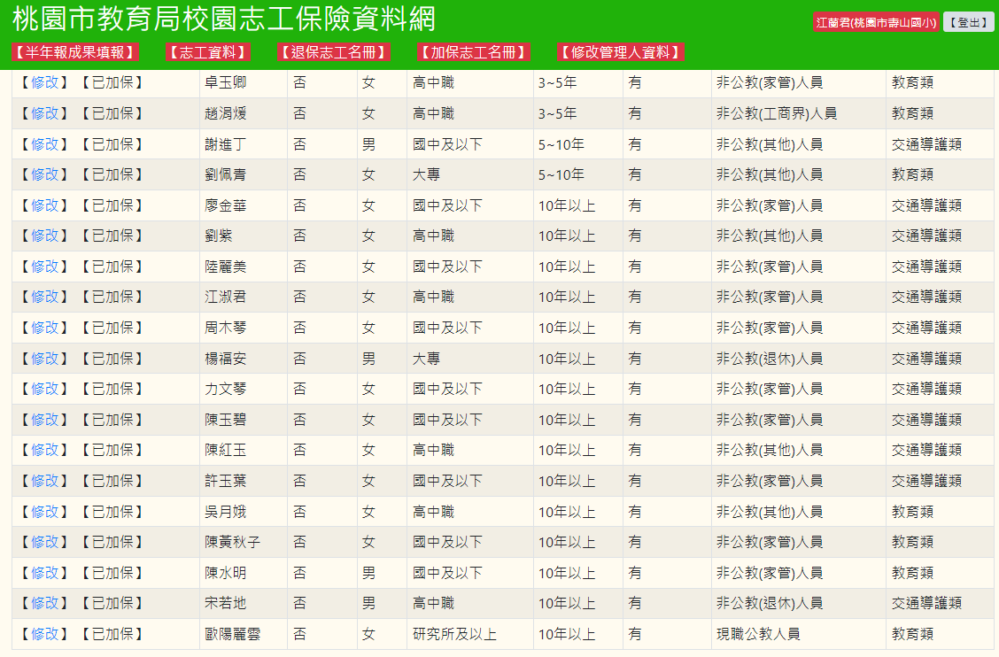 桃園市教育局校園志工保險資料網
江蘭君(桃園市壽山國小) 【登出】
【半年報成果填報】 【志工資料】 【退保志工名冊】 【加保志工名冊】 【修改管理人資料】
【修改】 【已加保】 卓玉卿 否 女 高中職 3~5年 有 非公教(家管)人員 教育類
【修改】 【已加保】 趙涓煖 否 女 高中職 3~5年 有 非公教(工商界)人員 教育類
【修改】 【已加保】 謝進丁 否 男 國中及以下 5~10年 有 非公教(其他)人員 交通導護類
【修改】 【已加保】 劉佩青 否 女 大專 5~10年 有 非公教(其他)人員 教育類
【修改】 【已加保】 廖金華 否 女 國中及以下 10年以上 有 非公教(家管)人員 交通導護類
【修改】 【已加保】 劉紫 否 女 高中職 10年以上 有 非公教(其他)人員 交通導護類
【修改】 【已加保】 陸麗美 否 女 國中及以下 10年以上 有 非公教(家管)人員 交通導護類
【修改】 【已加保】 江淑君 否 女 高中職 10年以上 有 非公教(家管)人員 交通導護類
【修改】 【已加保】 周木琴 否 女 國中及以下 10年以上 有 非公教(家管)人員 交通導護類
【修改】 【已加保】 楊福安 否 男 大專 10年以上 有 非公教(退休)人員 交通導護類
【修改】 【已加保】 力文琴 否 女 國中及以下 10年以上 有 非公教(家管)人員 交通導護類
【修改】 【已加保】 陳玉碧 否 女 國中及以下 10年以上 有 非公教(家管)人員 交通導護類
【修改】 【已加保】 陳紅玉 否 女 高中職 10年以上 有 非公教(其他)人員 交通導護類
【修改】 【已加保】 許玉葉 否 女 國中及以下 10年以上 有 非公教(家管)人員 交通導護類
【修改】 【已加保】 吳月娥 否 女 高中職 10年以上 有 非公教(其他)人員 教育類
【修改】 【已加保】 陳黃秋子 否 女 國中及以下 10年以上 有 非公教(家管)人員 教育類
【修改】 【已加保】 陳水明 否 男 國中及以下 10年以上 有 非公教(家管)人員 教育類
【修改】 【已加保】 宋若地 否 男 高中職 10年以上 有 非公教(退休)人員 交通導護類
【修改】 【已加保】 歐陽麗雲 否 女 研究所及以上 10年以上 有 現職公教人員 教育類